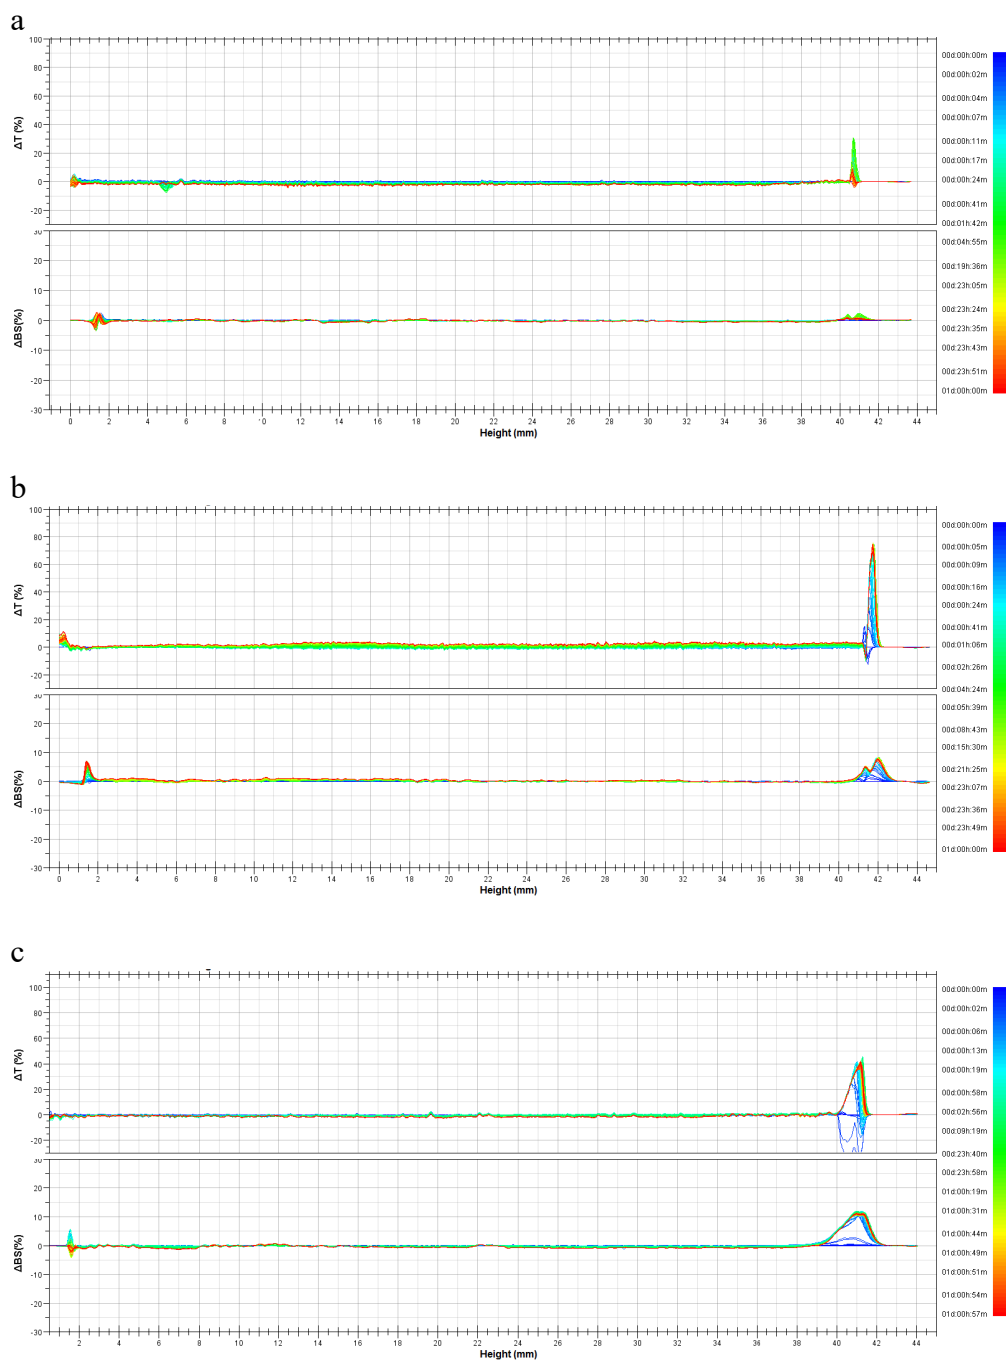 a
ΔT (%)
100
80
60
40
20
0
-20
00d:00h:00m
00d:00h:02m
00d:00h:04m
00d:00h:07m
00d:00h:11m
00d:00h:17m
00d:00h:24m
00d:00h:41m
00d:01h:42m
00d:04h:55m
00d:19h:36m
00d:23h:05m
00d:23h:24m
00d:23h:35m
00d:23h:43m
00d:23h:51m
01d:00h:00m
ΔBS(%)
30
20
10
0
-10
-20
-30
0 2 4 6 8 10 12 14 16 18 20 22 24 26 28 30 32 34 36 38 40 42 44
Height (mm)
b
ΔT (%)
100
80
60
40
20
0
-20
00d:00h:00m
00d:00h:05m
00d:00h:09m
00d:00h:16m
00d:00h:24m
00d:00h:41m
00d:01h:06m
00d:02h:26m
00d:04h:24m
00d:05h:39m
00d:08h:43m
00d:15h:30m
00d:21h:25m
00d:23h:07m
00d:23h:36m
00d:23h:49m
01d:00h:00m
ΔBS(%)
30
20
10
0
-10
-20
-30
0 2 4 6 8 10 12 14 16 18 20 22 24 26 28 30 32 34 36 38 40 42 44
Height (mm)
c
ΔT (%)
100
80
60
40
20
0
-20
00d:00h:00m
00d:00h:02m
00d:00h:06m
00d:00h:13m
00d:00h:19m
00d:00h:58m
00d:02h:56m
00d:09h:19m
00d:23h:40m
00d:23h:58m
01d:00h:19m
01d:00h:31m
01d:00h:44m
01d:00h:49m
01d:00h:51m
01d:00h:54m
01d:00h:57m
ΔBS(%)
30
20
10
0
-10
-20
-30
2 4 6 8 10 12 14 16 18 20 22 24 26 28 30 32 34 36 38 40 42 44
Height (mm)